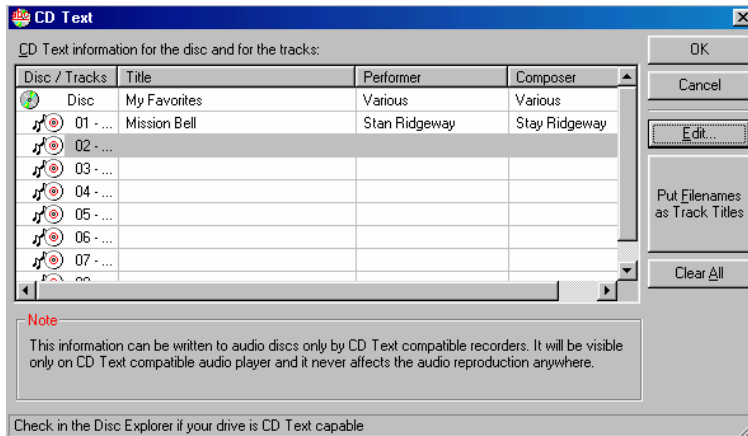 CD Text
CD Text information for the disc and for the tracks:
OK
Disc / Tracks Title Performer Composer
Cancel
Disc My Favorites Various Various
01 - ... Mission Bell Stan Ridgeway Stay Ridgeway
Edit...
02 - ...
03 - ...
04 - ...
Put Filenames
as Track Titles
05 - ...
06 - ...
07 - ...
Clear All
Note
This information can be written to audio discs only by CD Text compatible recorders. It will be visible
only on CD Text compatible audio player and it never affects the audio reproduction anywhere.
Check in the Disc Explorer if your drive is CD Text capable